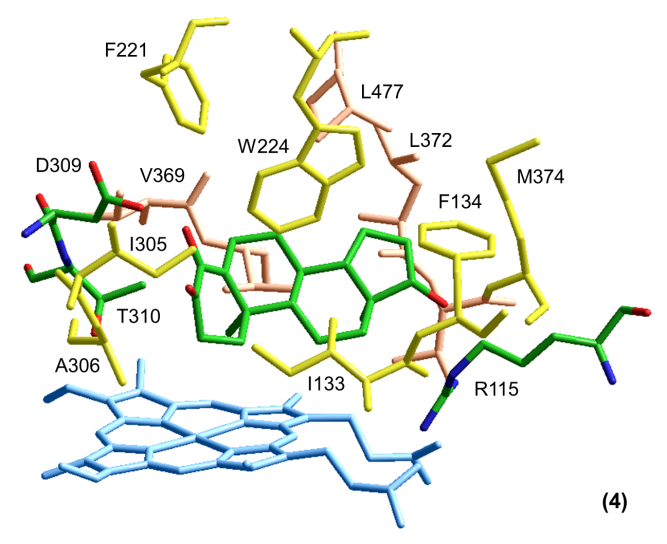 F221
L477
W224
L372
D309
V369
M374
F134
I305
T310
A306
I133
R115
(4)